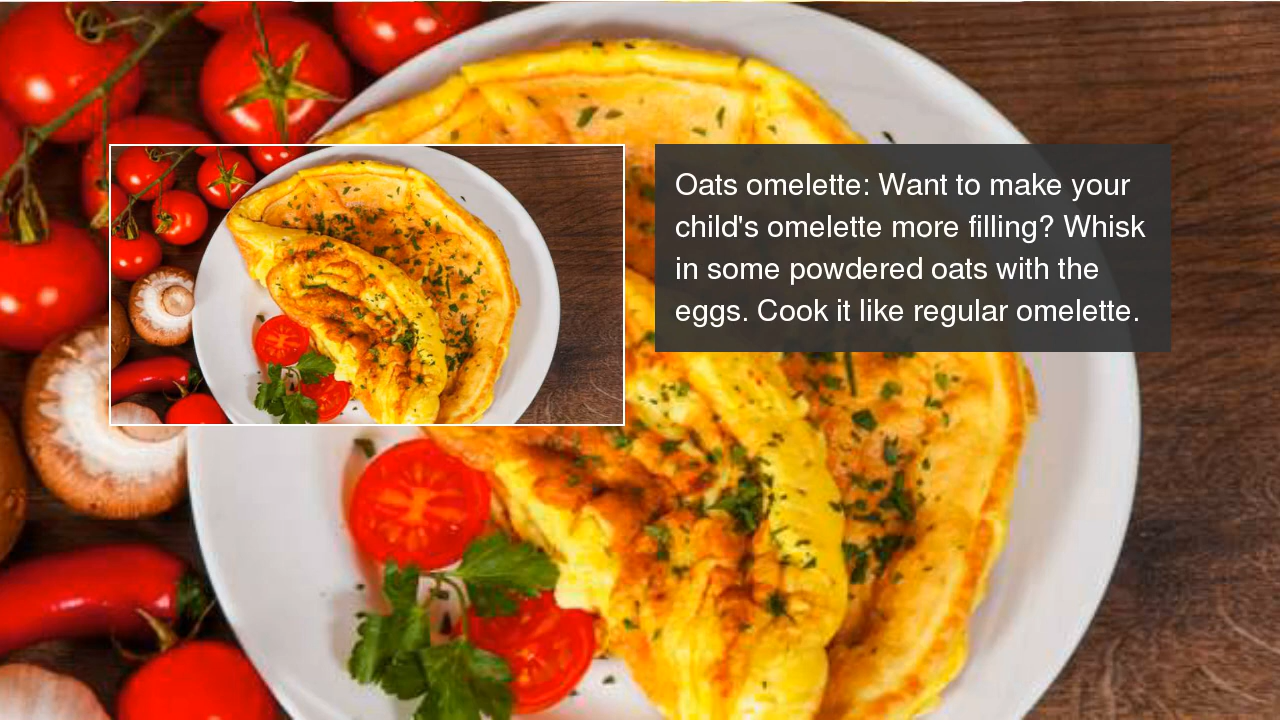 Oats omelette: Want to make your
child's omelette more filling? Whisk
in some powdered oats with the
eggs. Cook it like regular omelette.